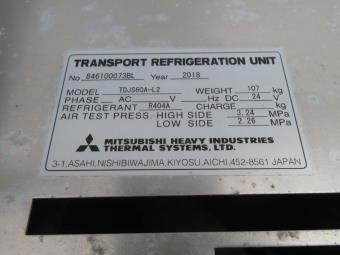 TRANSPORT REFRIGERATION UNIT
No. 846100073BL Year 2018
MODEL TDJS60A-L2 WEIGHT 107 kg
PHASE AC V Hz DC 24 V
REFRIGERANT R404A CHARGE kg
AIR TEST PRESS. HIGH SIDE 3.24 MPa
LOW SIDE 2.26 MPa
MITSUBISHI HEAVY INDUSTRIES
THERMAL SYSTEMS, LTD.
3-1, ASAHI, NISHIBIWAJIMA, KIYOSU, AICHI, 452-8561 JAPAN